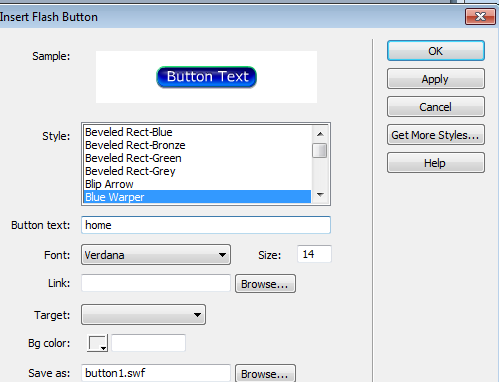 Insert Flash Button
Sample:
Button Text
OK
Apply
Cancel
Get More Styles...
Help
Style:
Beveled Rect-Blue
Beveled Rect-Bronze
Beveled Rect-Green
Beveled Rect-Grey
Blip Arrow
Blue Warper
Button text: home
Font: Verdana Size: 14
Link: Browse...
Target:
Bg color:
Save as: button1.swf Browse...